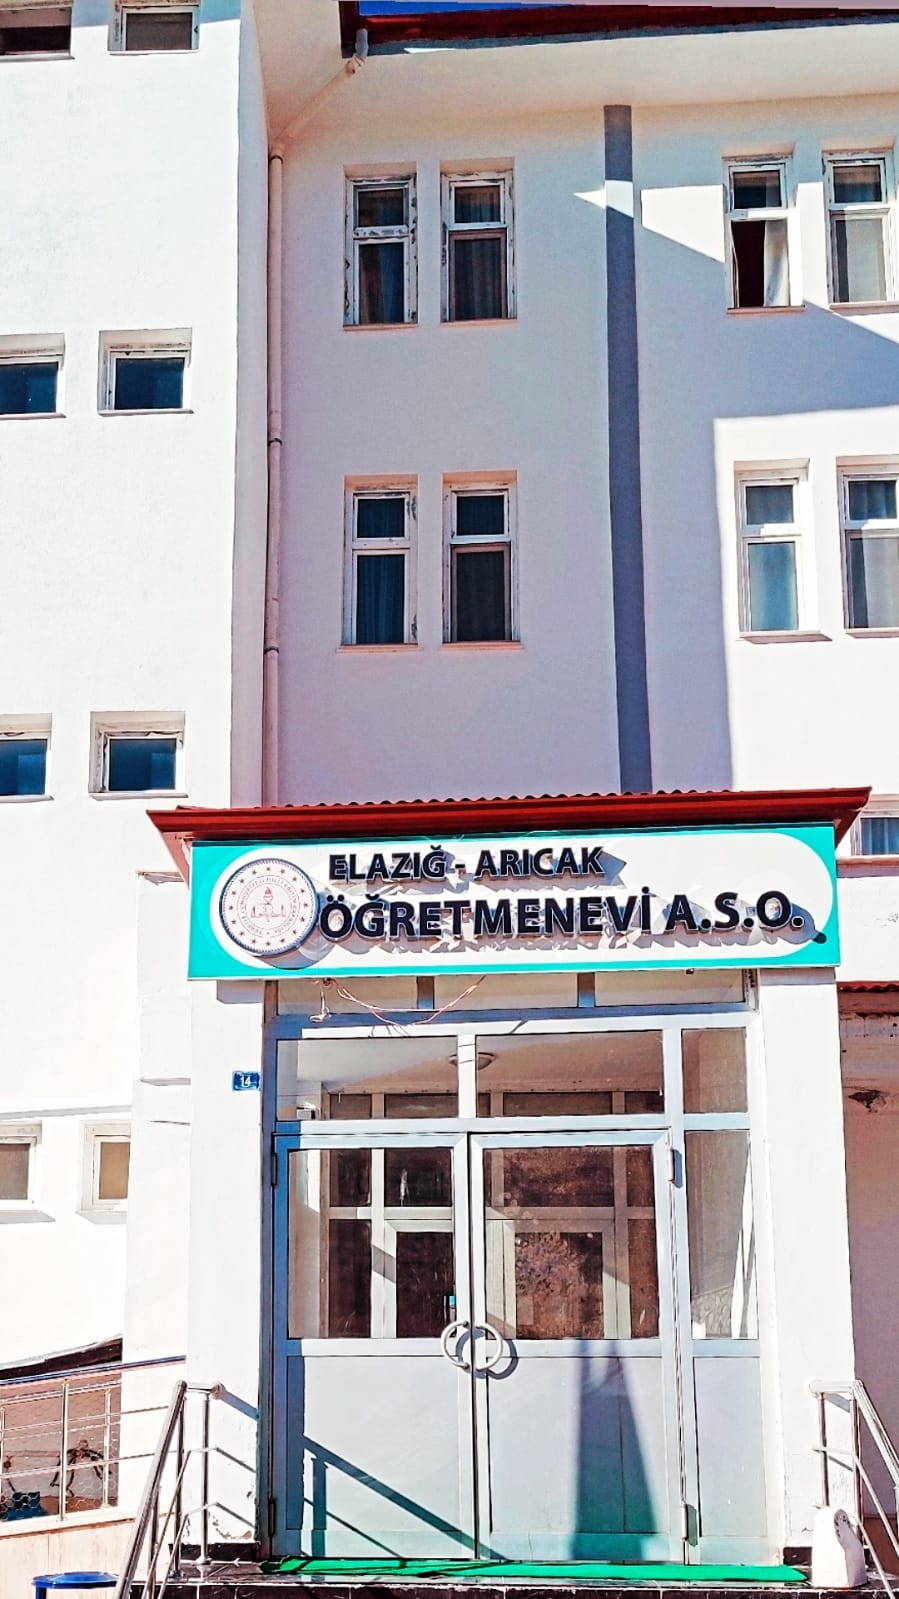 ELAZIĞ - ARICAK
ÖĞRETMENEVİ A.S.O.
14